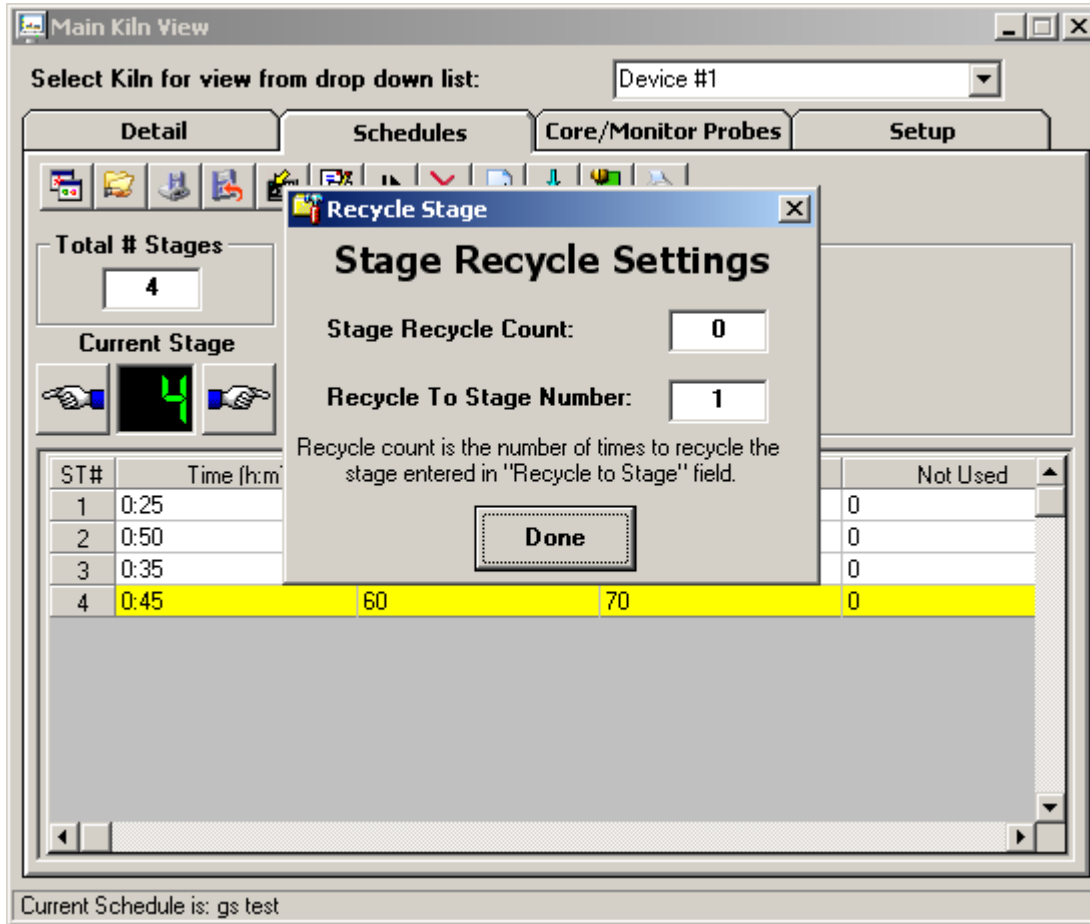 Main Kiln View
Select Kiln for view from drop down list:
Device #1
Detail
Schedules
Core/Monitor Probes
Setup
Recycle Stage
Total # Stages
4
Stage Recycle Settings
Stage Recycle Count:
0
Current Stage
4
Recycle To Stage Number:
1
Recycle count is the number of times to recycle the
stage entered in "Recycle to Stage" field.
Done
ST# Time (h:m Not Used
1 0:25 0
2 0:50 0
3 0:35 0
4 0:45 60 70 0
Current Schedule is: gs test